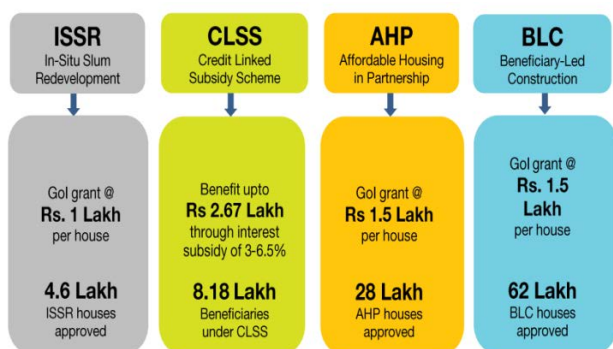 ISSR
In-Situ Slum
Redevelopment
GoI grant @
Rs. 1 Lakh
per house
4.6 Lakh
ISSR houses
approved
CLSS
Credit Linked
Subsidy Scheme
Benefit upto
Rs 2.67 Lakh
through interest
subsidy of 3-6.5%
8.18 Lakh
Beneficiaries
under CLSS
AHP
Affordable Housing
in Partnership
GoI grant @
Rs 1.5 Lakh
per house
28 Lakh
AHP houses
approved
BLC
Beneficiary-Led
Construction
GoI grant @
Rs. 1.5
Lakh
per house
62 Lakh
BLC houses
approved